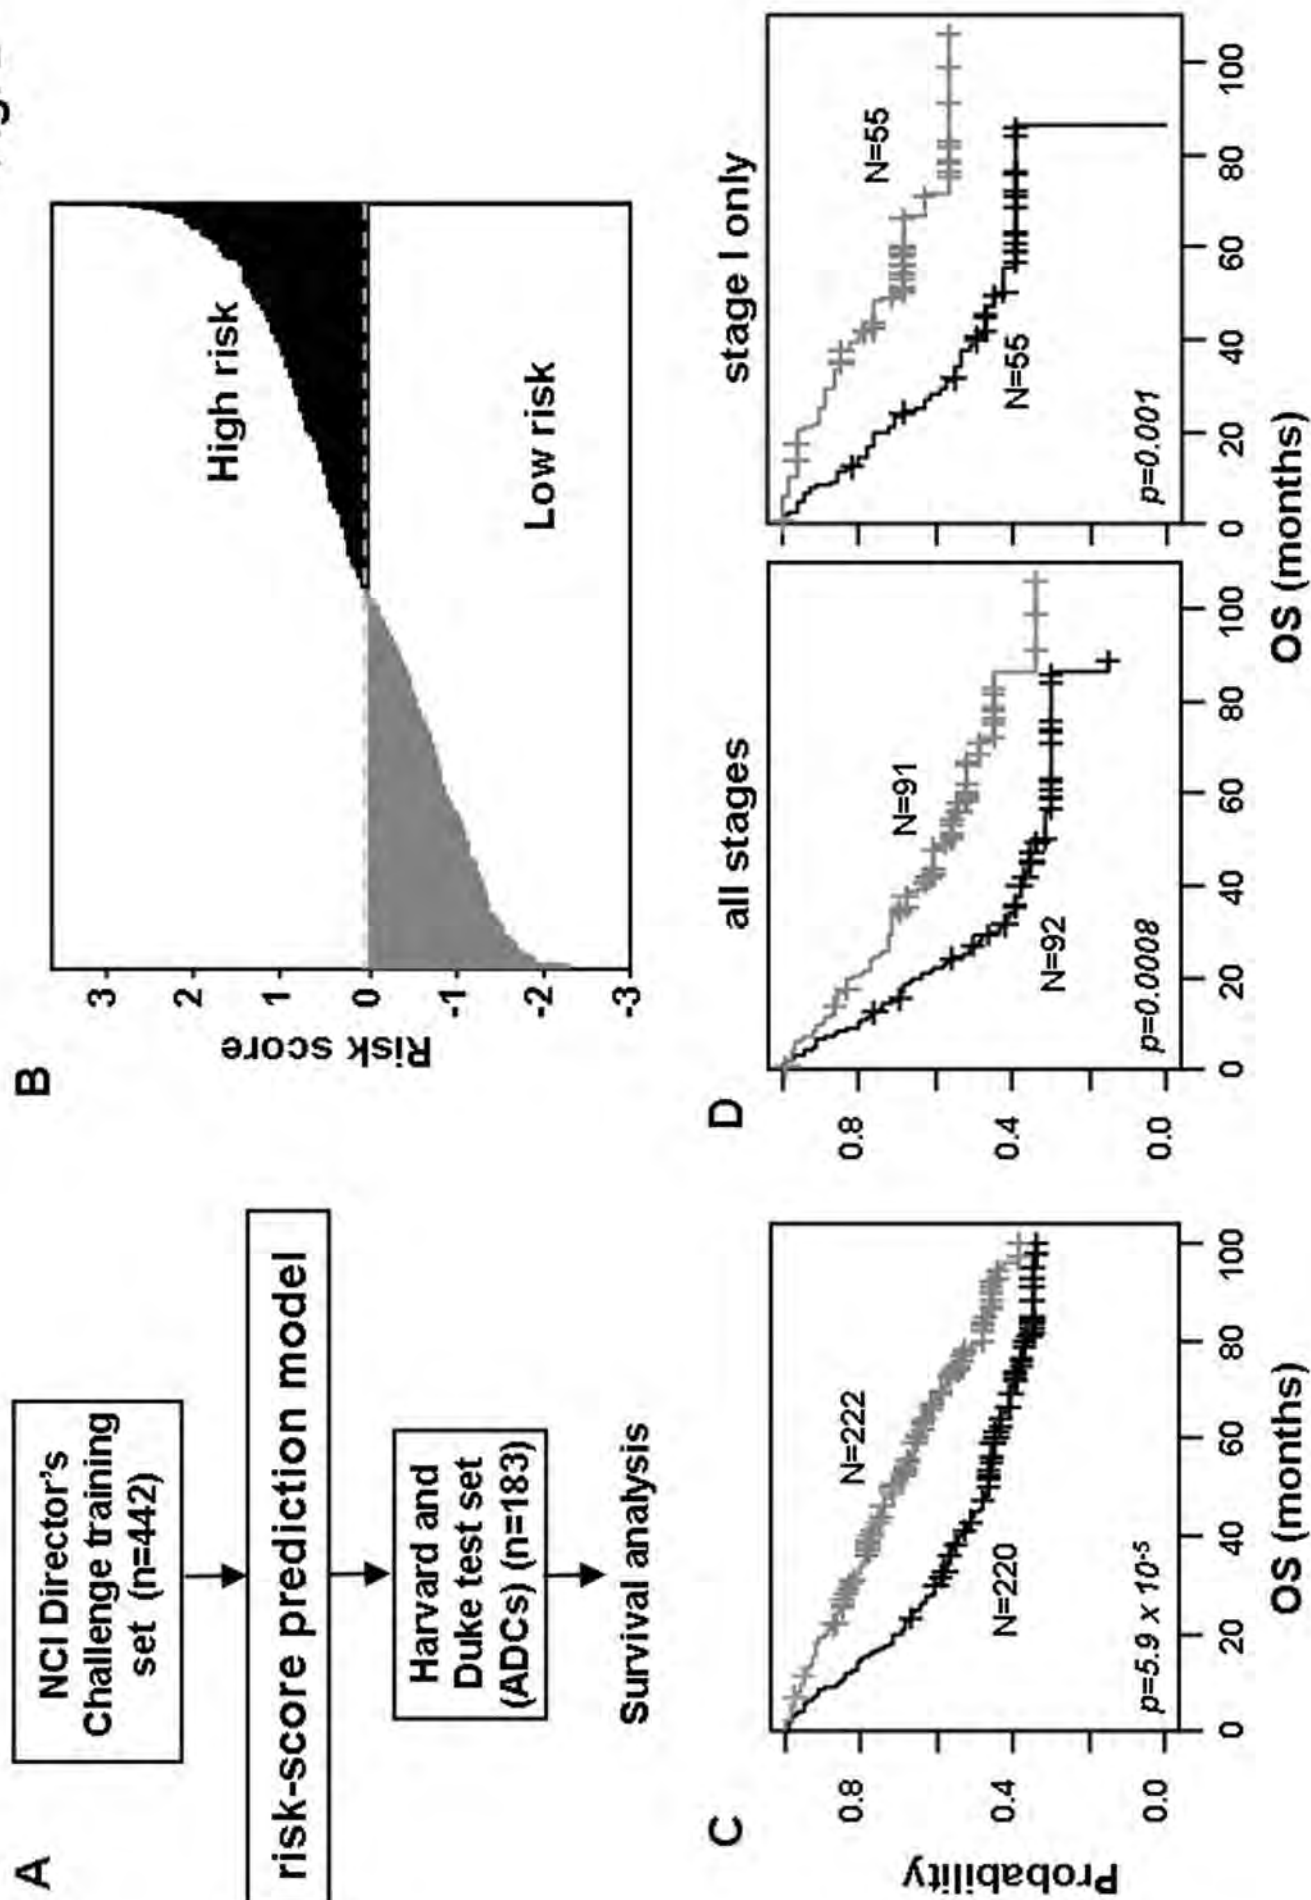 A
NCI Director's
Challenge training
set (n=442)
risk-score prediction model
Harvard and
Duke test set
(ADCs) (n=183)
Survival analysis
B
Risk score
3
2
1
0
-1
-2
-3
High risk
Low risk
C
Probability
0.8
0.4
0.0
N=222
N=220
p=5.9 x 10-5
0 20 40 60 80 100
OS (months)
D
all stages
0.8
0.4
0.0
N=91
N=92
p=0.0008
0 20 40 60 80 100
stage I only
N=55
N=55
p=0.001
0 20 40 60 80 100
OS (months)